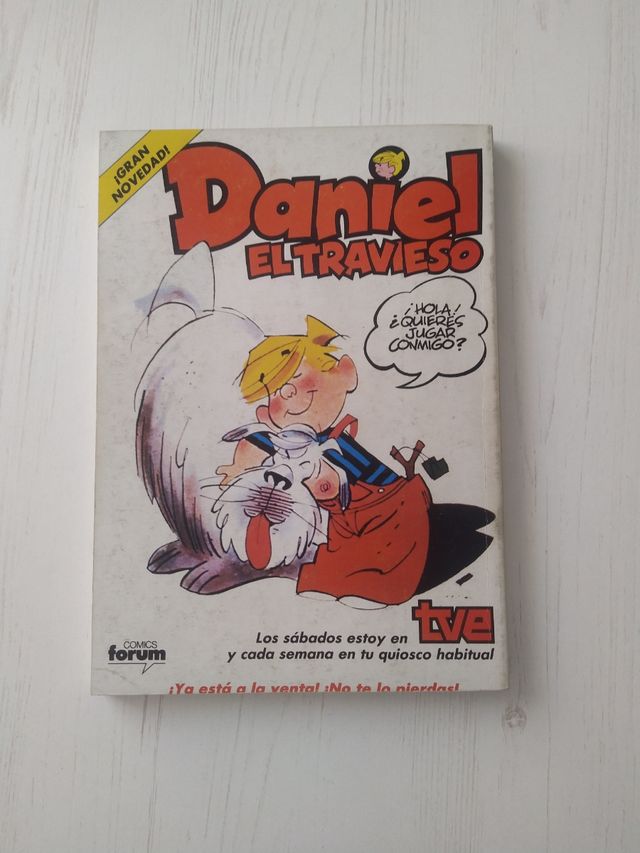 ¡GRAN
NOVEDAD!
Daniel
EL TRAVIESO
¡HOLA!
¿QUIERES
JUGAR
CONMIGO?
tve
Los sábados estoy en
y cada semana en tu quiosco habitual
COMICS
forum
¡Ya está a la venta! ¡No te lo pierdas!